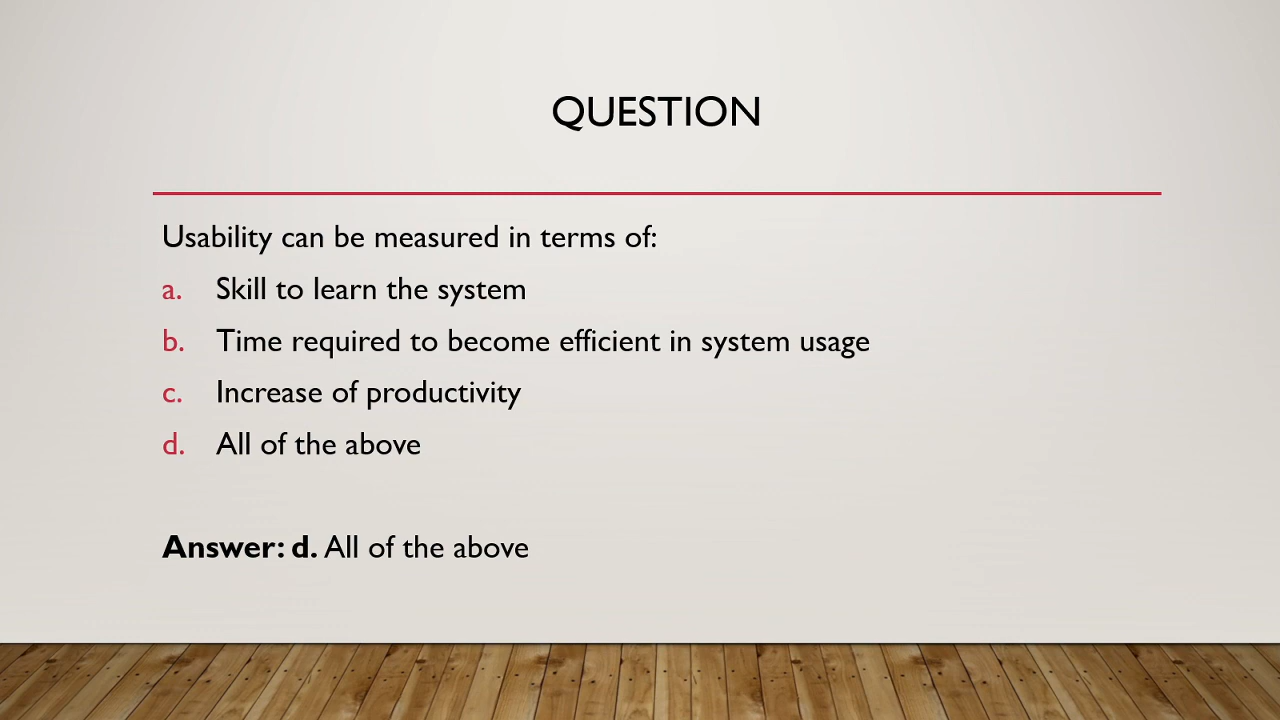 QUESTION
Usability can be measured in terms of:
a. Skill to learn the system
b. Time required to become efficient in system usage
c. Increase of productivity
d. All of the above
Answer: d. All of the above